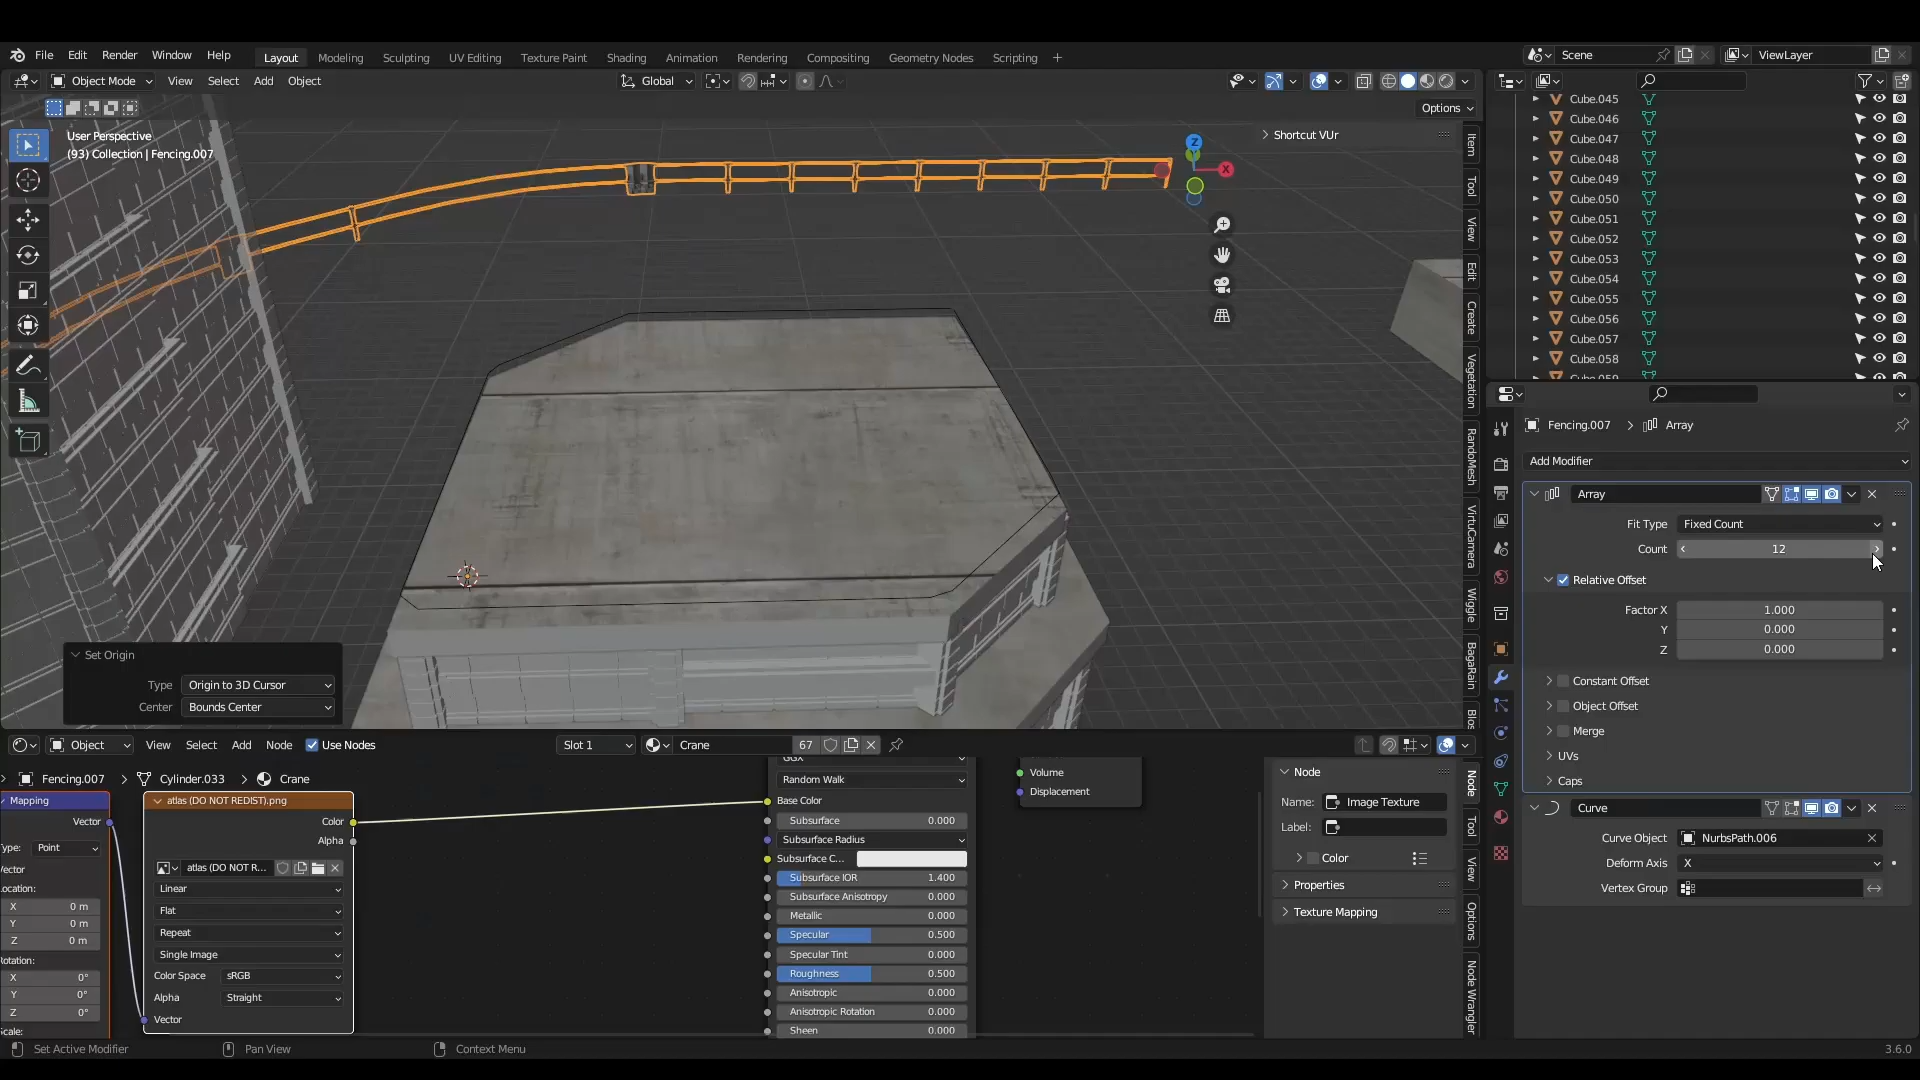 File Edit Render Window Help Layout Modeling Sculpting UV Editing Texture Paint Shading Animation Rendering Compositing Geometry Nodes Scripting + Scene ViewLayer
Object Mode View Select Add Object Global
Options
User Perspective
(93) Collection | Fencing.007
Shortcut VUr
Z
X
Item
Tool
View
Edit
Create
Vegetation
RandoMesh
VirtuCamera
Wiggle
BagaRain
Blos
Set Origin
Type Origin to 3D Cursor
Center Bounds Center
Cube.045
Cube.046
Cube.047
Cube.048
Cube.049
Cube.050
Cube.051
Cube.052
Cube.053
Cube.054
Cube.055
Cube.056
Cube.057
Cube.058
Cube.059
Fencing.007 > Array
Add Modifier
Array
Fit Type Fixed Count
Count 12
Relative Offset
Factor X 1.000
Y 0.000
Z 0.000
Constant Offset
Object Offset
Merge
UVs
Caps
Curve
Curve Object NurbsPath.006
Deform Axis X
Vertex Group
Object View Select Add Node Use Nodes Slot 1 Crane 67
Fencing.007 > Cylinder.033 > Crane
Mapping
Vector
Type: Point
Vector
Location:
X 0 m
Y 0 m
Z 0 m
Rotation:
X 0°
Y 0°
Z 0°
Scale:
atlas (DO NOT REDIST).png
Color
Alpha
atlas (DO NOT R...
Linear
Flat
Repeat
Single Image
Color Space sRGB
Alpha Straight
Vector
GGX
Random Walk
Base Color
Subsurface 0.000
Subsurface Radius
Subsurface C...
Subsurface IOR 1.400
Subsurface Anisotropy 0.000
Metallic 0.000
Specular 0.500
Specular Tint 0.000
Roughness 0.500
Anisotropic 0.000
Anisotropic Rotation 0.000
Sheen 0.000
Volume
Displacement
Node
Name: Image Texture
Label:
Color
Properties
Texture Mapping
Node
Tool
View
Options
Node Wrangler
Set Active Modifier Pan View Context Menu 3.6.0